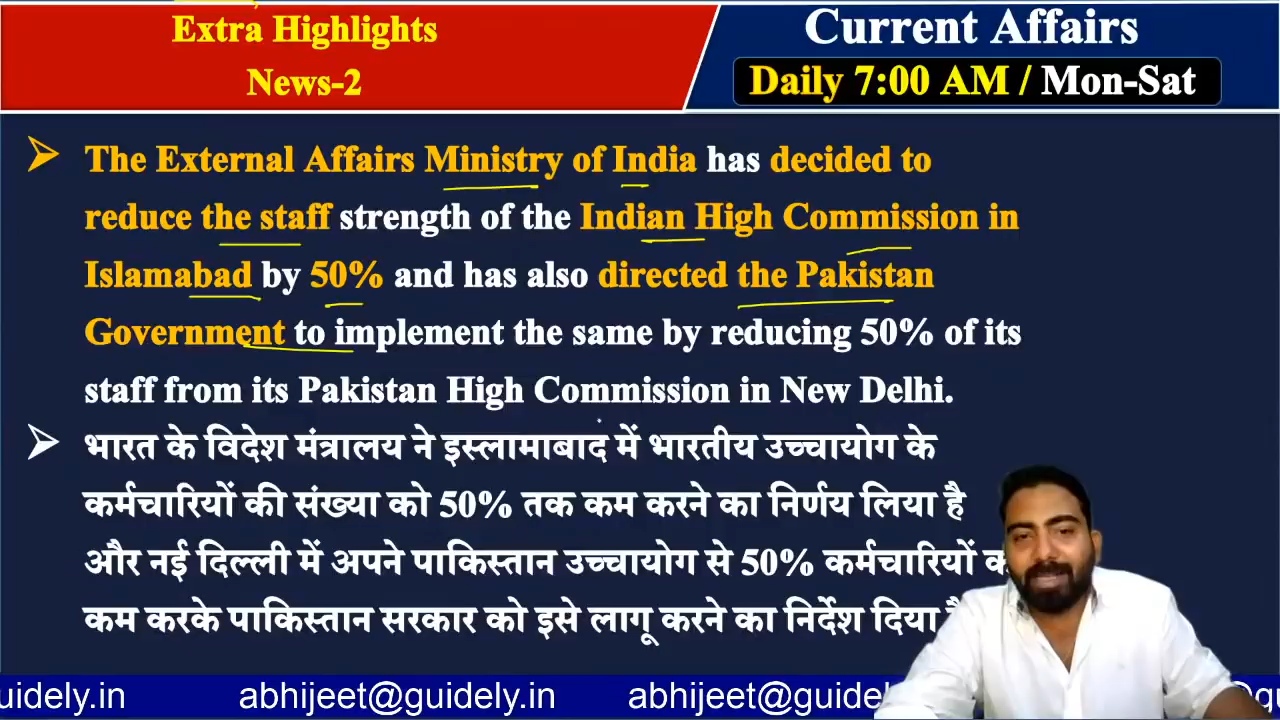 Extra Highlights
News-2
Current Affairs
Daily 7:00 AM / Mon-Sat
The External Affairs Ministry of India has decided to
reduce the staff strength of the Indian High Commission in
Islamabad by 50% and has also directed the Pakistan
Government to implement the same by reducing 50% of its
staff from its Pakistan High Commission in New Delhi.
भारत के विदेश मंत्रालय ने इस्लामाबाद में भारतीय उच्चायोग के
कर्मचारियों की संख्या को 50% तक कम करने का निर्णय लिया है
और नई दिल्ली में अपने पाकिस्तान उच्चायोग से 50% कर्मचारियों
कम करके पाकिस्तान सरकार को इसे लागू करने का निर्देश दिया
uidely.in abhijeet@guidely.in abhijeet@guide